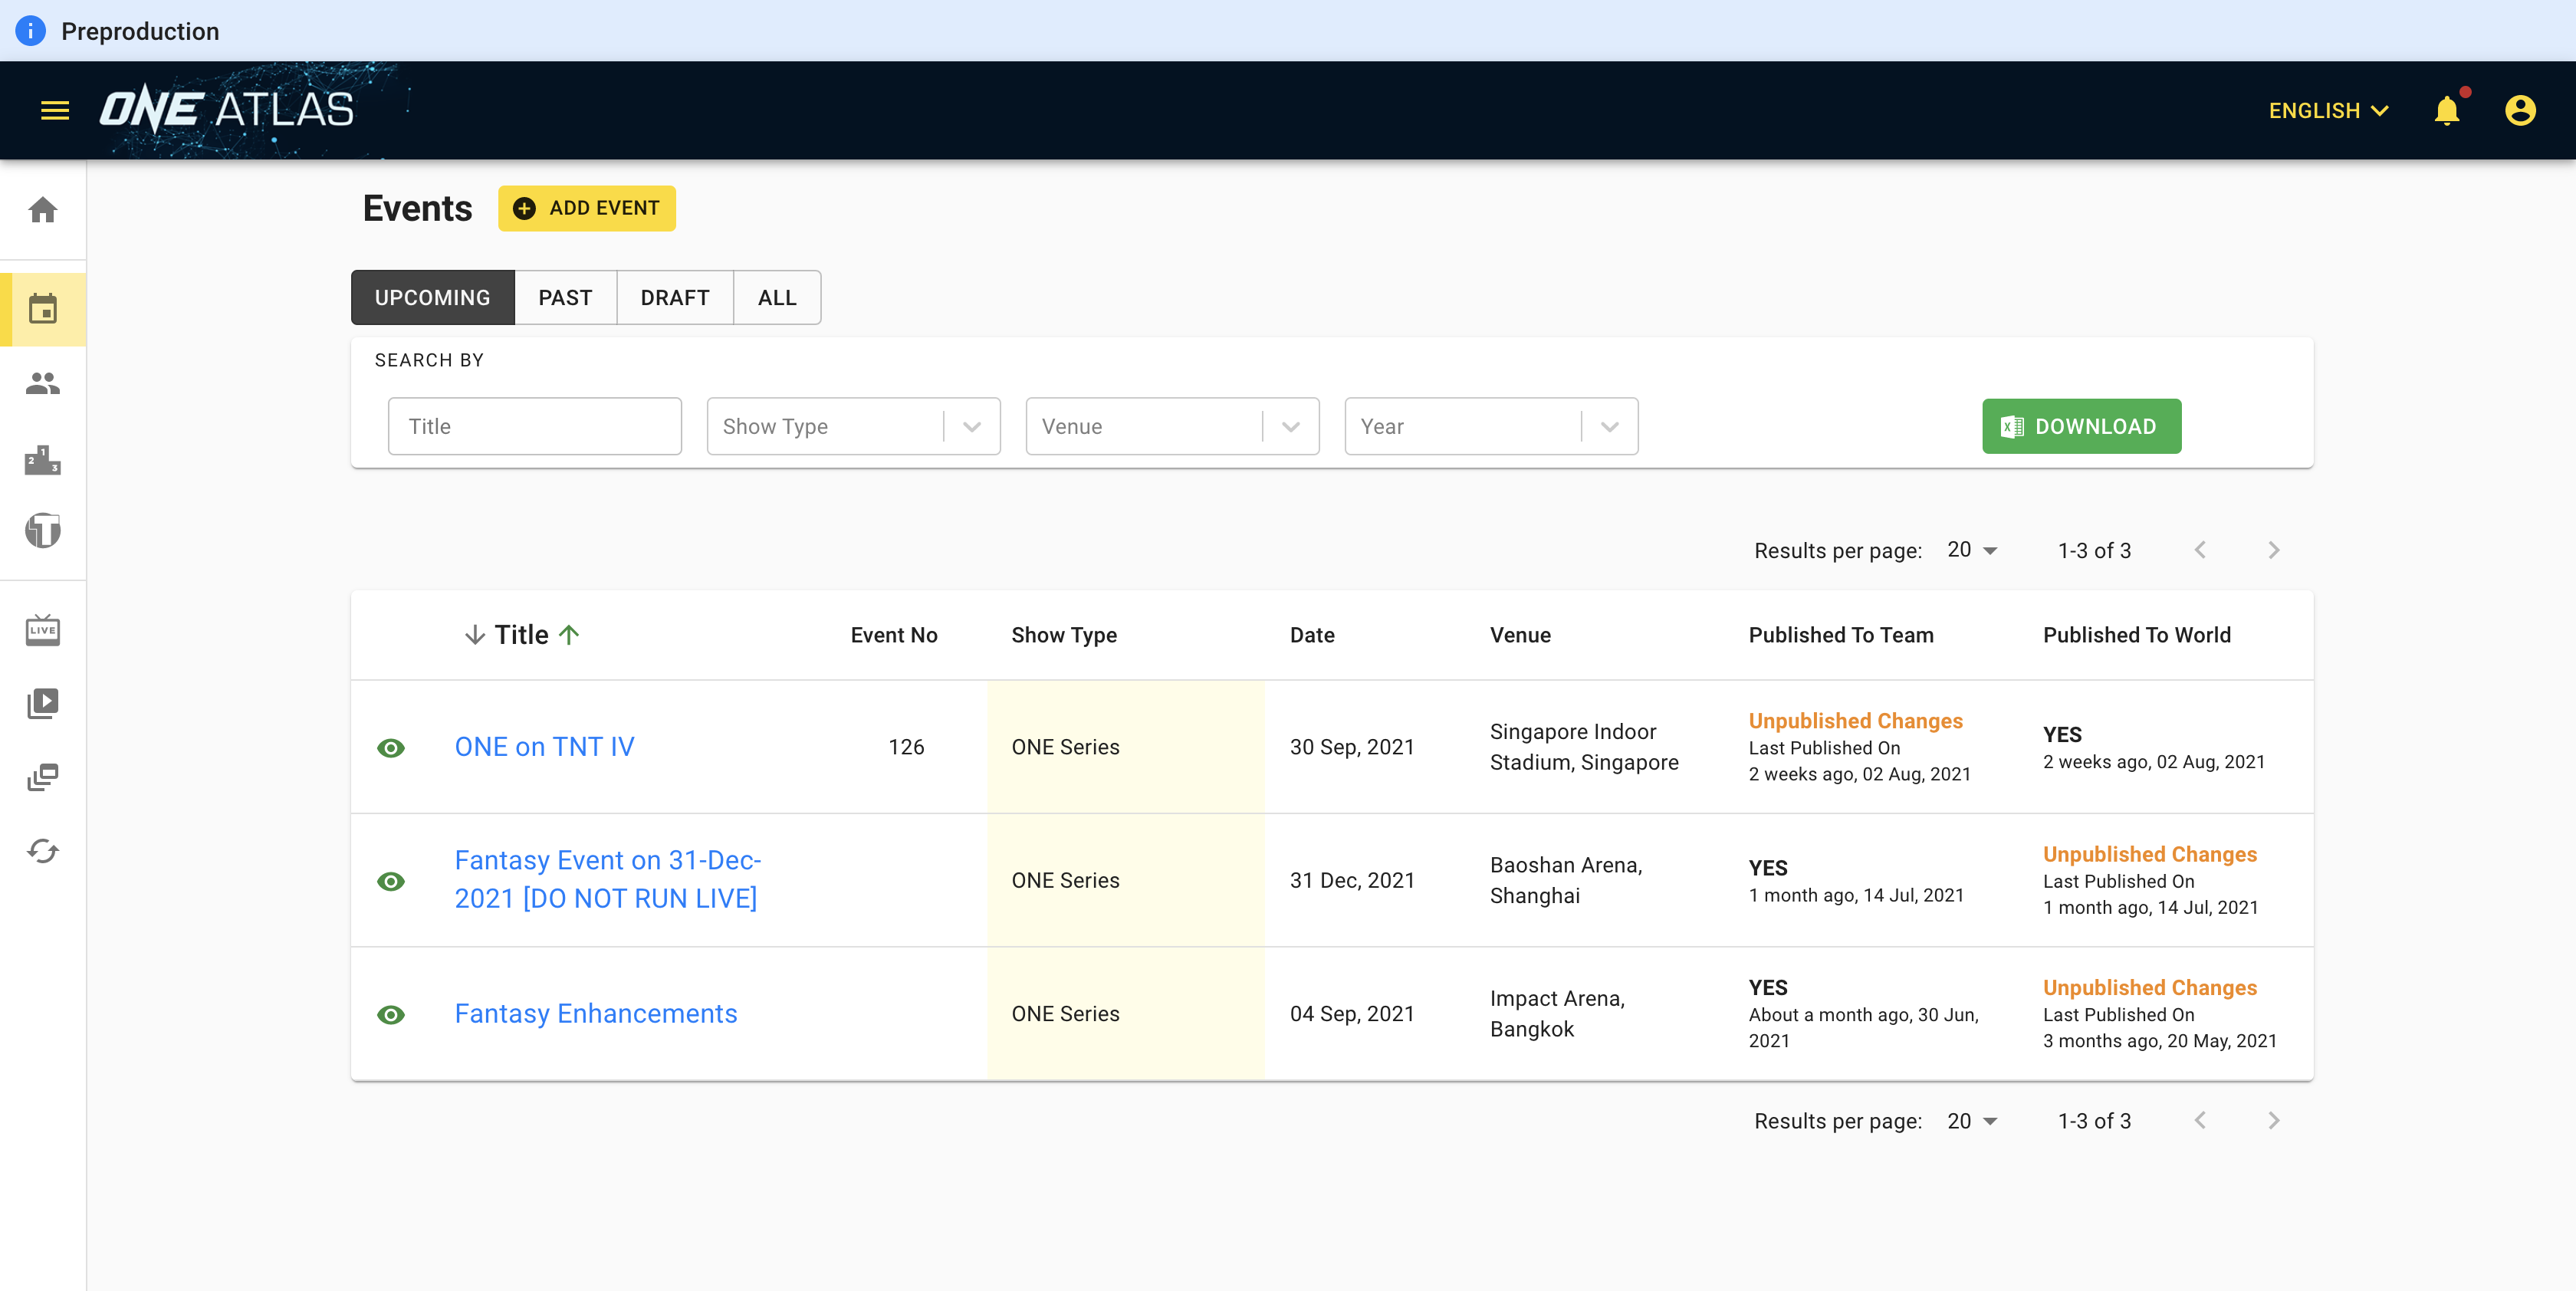 Preproduction
ONE ATLAS
ENGLISH
Events
ADD EVENT
UPCOMING
PAST
DRAFT
ALL
SEARCH BY
Title
Show Type
Venue
Year
DOWNLOAD
Results per page: 20 1-3 of 3
2 1 3
T
LIVE
Title
Event No
Show Type
Date
Venue
Published To Team
Published To World
ONE on TNT IV
126
ONE Series
30 Sep, 2021
Singapore Indoor
Stadium, Singapore
Unpublished Changes
Last Published On
2 weeks ago, 02 Aug, 2021
YES
2 weeks ago, 02 Aug, 2021
Fantasy Event on 31-Dec-
2021 [DO NOT RUN LIVE]
ONE Series
31 Dec, 2021
Baoshan Arena,
Shanghai
YES
1 month ago, 14 Jul, 2021
Unpublished Changes
Last Published On
1 month ago, 14 Jul, 2021
Fantasy Enhancements
ONE Series
04 Sep, 2021
Impact Arena,
Bangkok
YES
About a month ago, 30 Jun,
2021
Unpublished Changes
Last Published On
3 months ago, 20 May, 2021
Results per page: 20 1-3 of 3